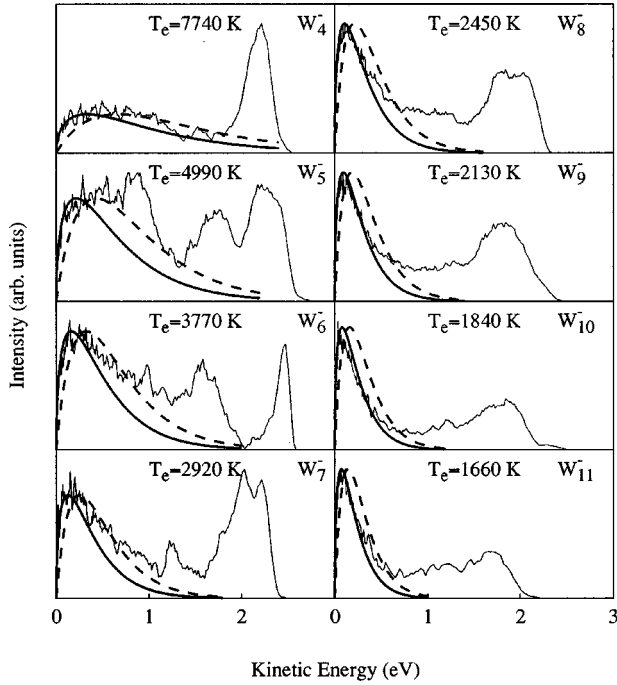 Tₑ=7740 K W₄⁻
Tₑ=2450 K W₈⁻
Tₑ=4990 K W₅⁻
Tₑ=2130 K W₉⁻
Tₑ=3770 K W₆⁻
Tₑ=1840 K W₁₀⁻
Tₑ=2920 K W₇⁻
Tₑ=1660 K W₁₁⁻
Intensity (arb. units)
0 1 2 0 1 2 3
Kinetic Energy (eV)